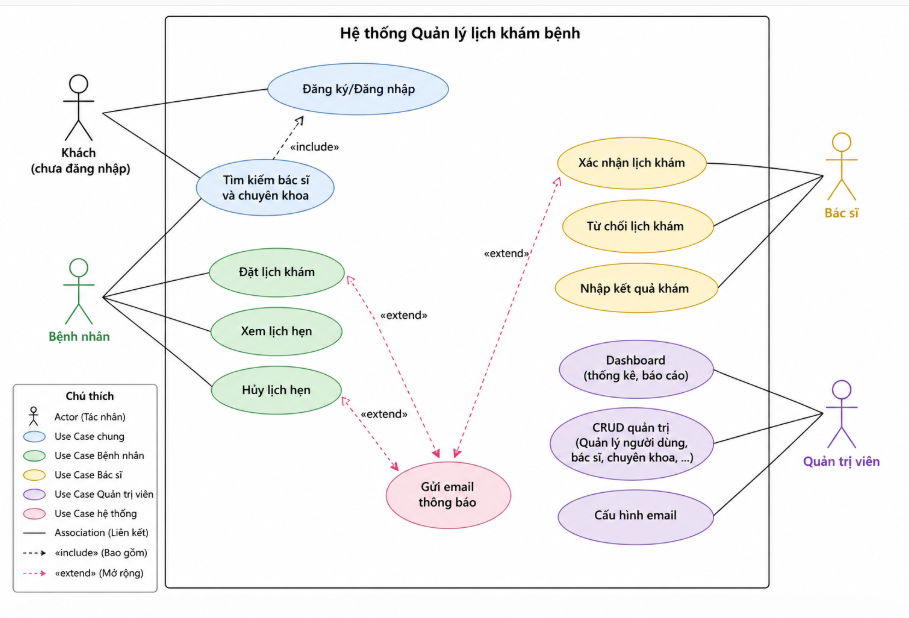 Hệ thống Quản lý lịch khám bệnh
Đăng ký/Đăng nhập
«include»
Khách
(chưa đăng nhập)
Tìm kiếm bác sĩ
và chuyên khoa
Xác nhận lịch khám
Bác sĩ
Từ chối lịch khám
«extend»
Nhập kết quả khám
Đặt lịch khám
«extend»
Bệnh nhân
Xem lịch hẹn
Hủy lịch hẹn
«extend»
Dashboard
(thống kê, báo cáo)
CRUD quản trị
(Quản lý người dùng,
bác sĩ, chuyên khoa, ...)
Quản trị viên
Gửi email
thông báo
Cấu hình email
Chú thích
Actor (Tác nhân)
Use Case chung
Use Case Bệnh nhân
Use Case Bác sĩ
Use Case Quản trị viên
Use Case hệ thống
Association (Liên kết)
«include» (Bao gồm)
«extend» (Mở rộng)